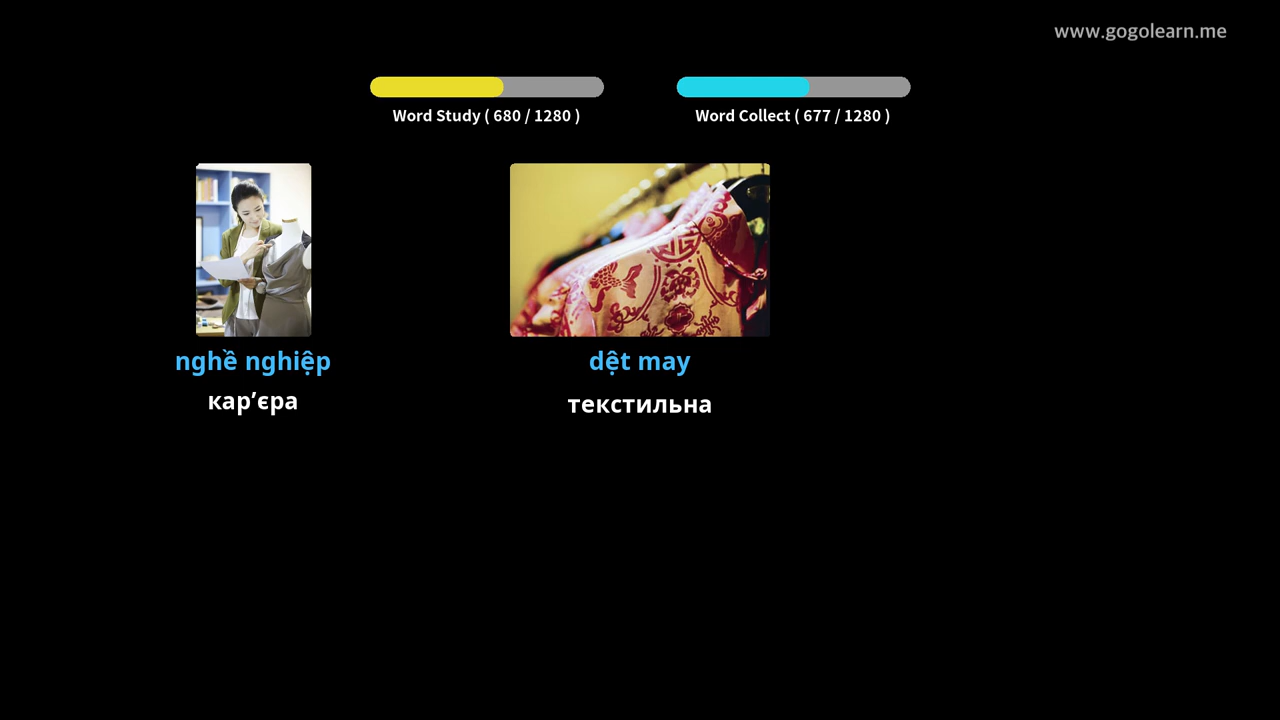 www.gogolearn.me
Word Study ( 680 / 1280 )
Word Collect ( 677 / 1280 )
nghề nghiệp
dệt may
кар’єра
текстильна